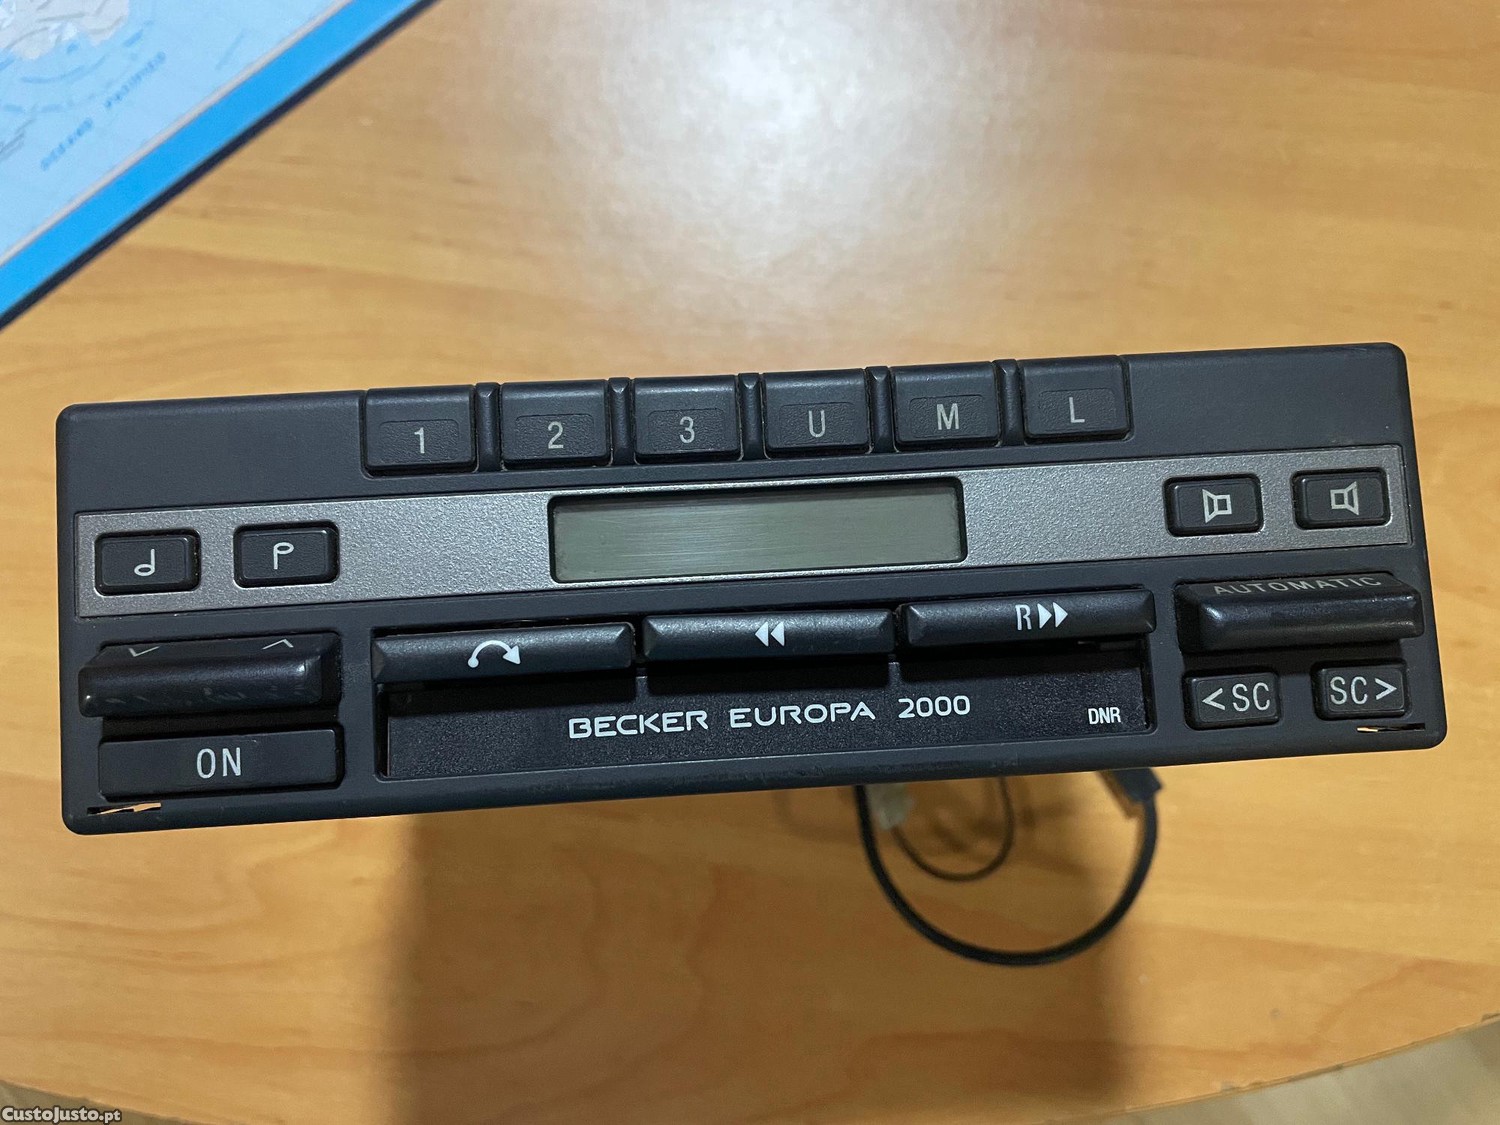 1 2 3 U M L
AUTOMATIC
R
<SC SC>
BECKER EUROPA 2000
DNR
ON
CustoJusto.pt